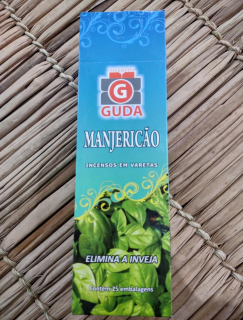 G
GUDA
MANJERICÃO
INCENSOS EM VARETAS
ELIMINA A INVEJA
Contém 25 embalagens